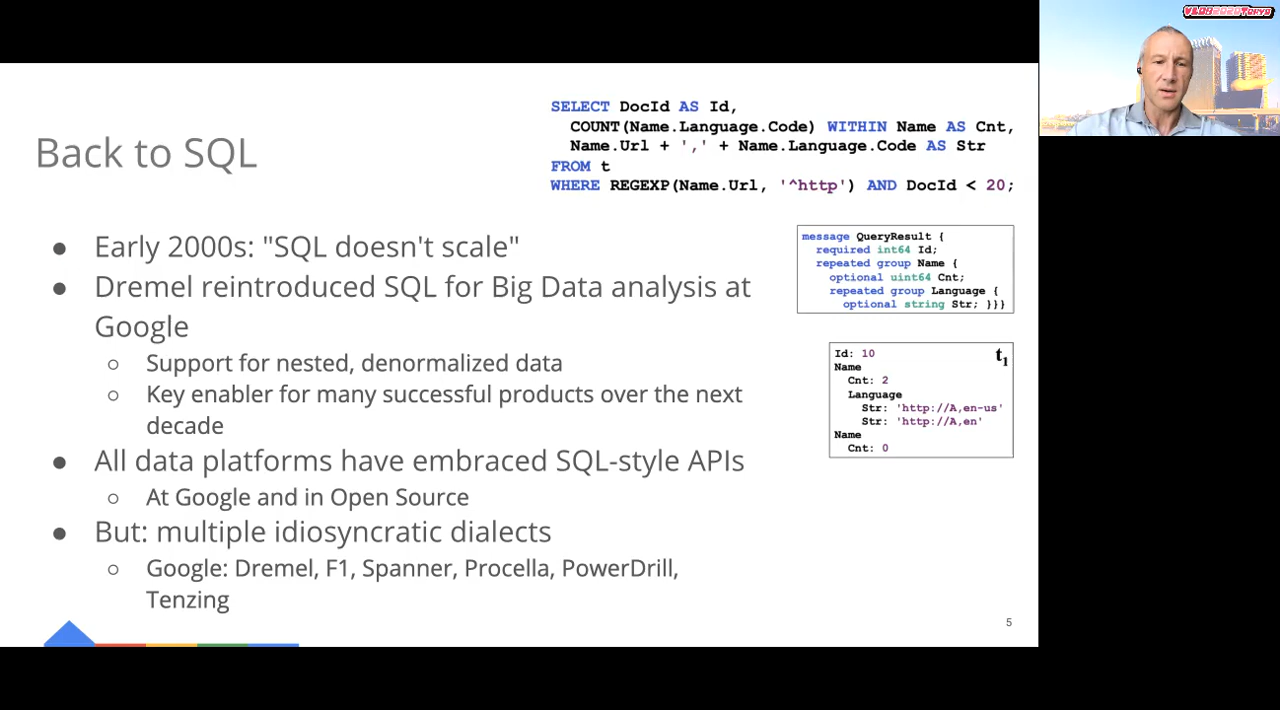 VLDB2020Tokyo
Back to SQL
SELECT DocId AS Id,
COUNT(Name.Language.Code) WITHIN Name AS Cnt,
Name.Url + ',' + Name.Language.Code AS Str
FROM t
WHERE REGEXP(Name.Url, '^http') AND DocId < 20;
● Early 2000s: "SQL doesn't scale"
● Dremel reintroduced SQL for Big Data analysis at
Google
○ Support for nested, denormalized data
○ Key enabler for many successful products over the next
decade
● All data platforms have embraced SQL-style APIs
○ At Google and in Open Source
● But: multiple idiosyncratic dialects
○ Google: Dremel, F1, Spanner, Procella, PowerDrill,
Tenzing
message QueryResult {
required int64 Id;
repeated group Name {
optional uint64 Cnt;
repeated group Language {
optional string Str; }}}
Id: 10 t1
Name
Cnt: 2
Language
Str: 'http://A,en-us'
Str: 'http://A,en'
Name
Cnt: 0
5